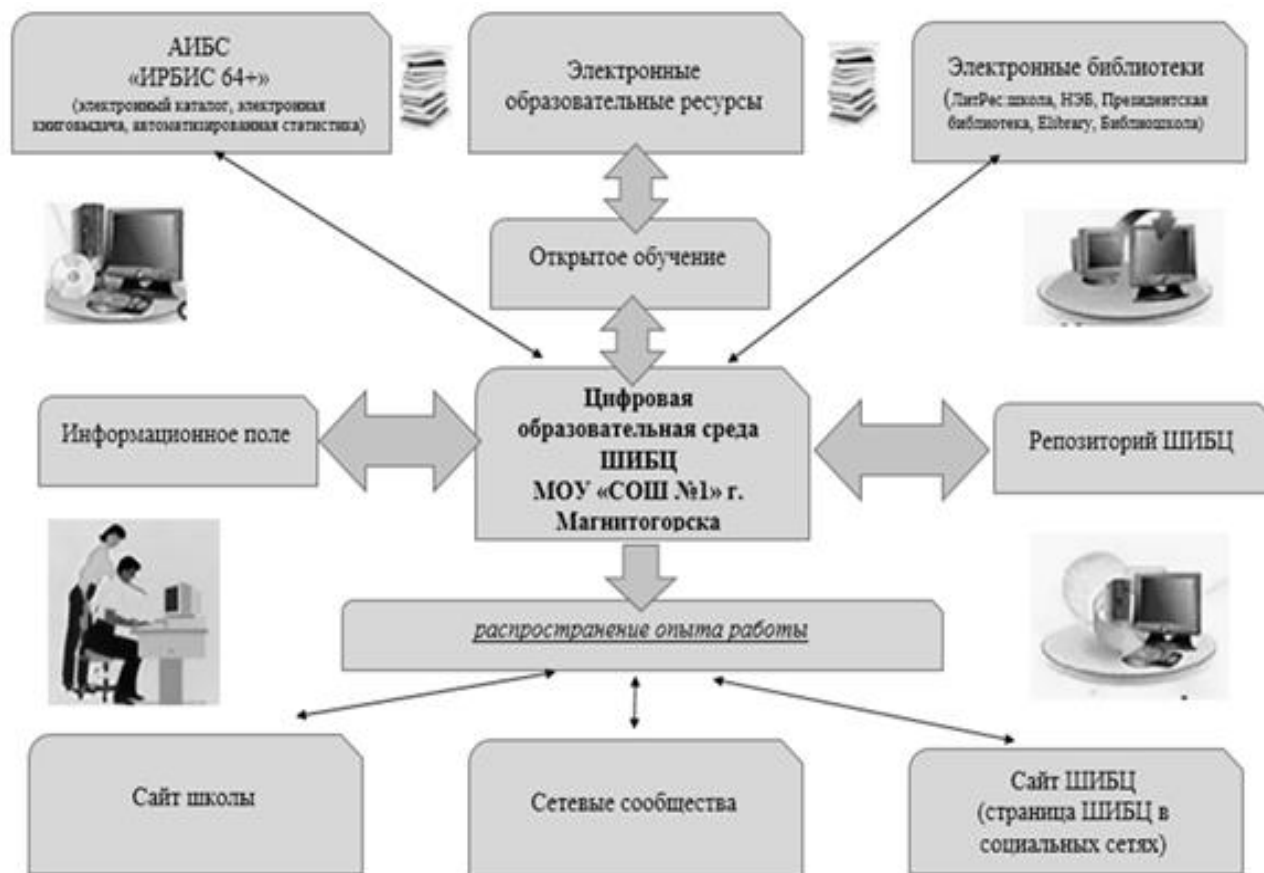 АИБС
«ИРБИС 64+»
(электронный каталог, электронная
книговыдача, автоматизированная статистика)
Электронные
образовательные ресурсы
Электронные библиотеки
(ЛитРес:школа, НЭБ, Президентская
библиотека, Elibrary, Библиошкола)
Открытое обучение
Информационное поле
Цифровая
образовательная среда
ШИБЦ
МОУ «СОШ №1» г.
Магнитогорска
Репозиторий ШИБЦ
распространение опыта работы
Сайт школы
Сетевые сообщества
Сайт ШИБЦ
(страница ШИБЦ в
социальных сетях)